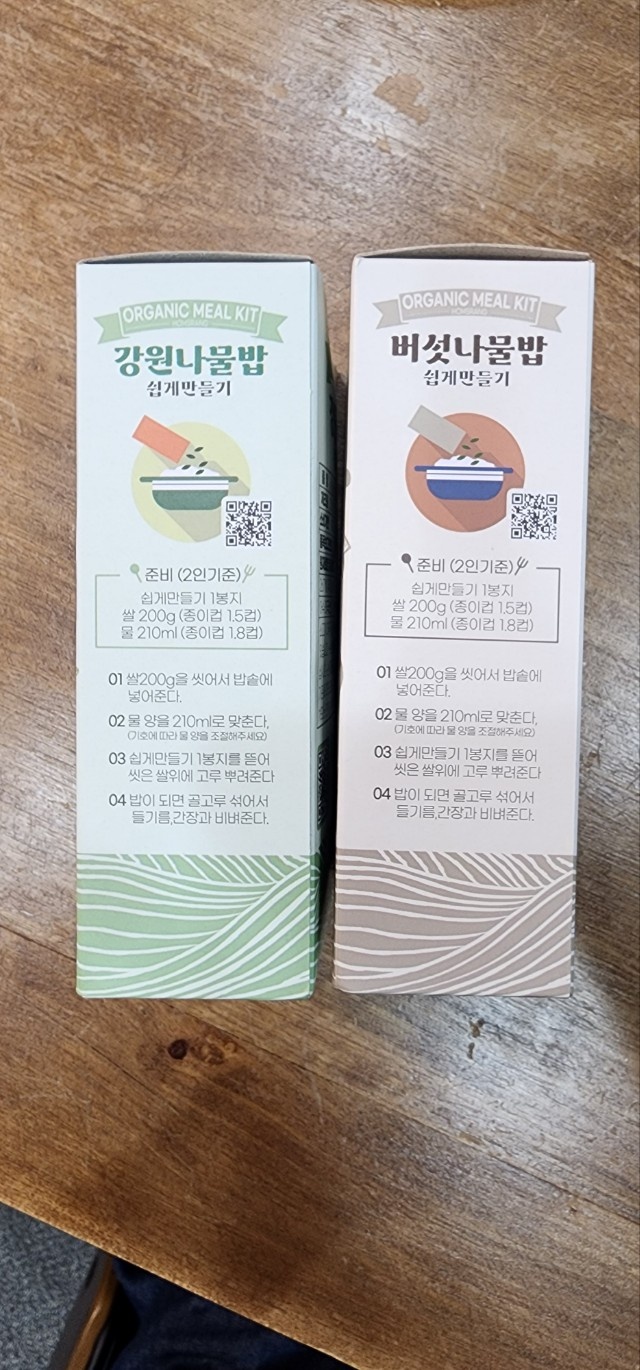 ORGANIC MEAL KIT
강원나물밥
쉽게만들기
준비 (2인기준)
쉽게만들기 1봉지
쌀 200g (종이컵 1.5컵)
물 210ml (종이컵 1.8컵)
01 쌀200g을 씻어서 밥솥에
넣어준다.
02 물 양을 210ml로 맞춘다,
(기호에 따라 물 양을 조절해주세요)
03 쉽게만들기 1봉지를 뜯어
씻은 쌀위에 고루 뿌려준다
04 밥이 되면 골고루 섞어서
들기름,간장과 비벼준다.
ORGANIC MEAL KIT
버섯나물밥
쉽게만들기
준비 (2인기준)
쉽게만들기 1봉지
쌀 200g (종이컵 1.5컵)
물 210ml (종이컵 1.8컵)
01 쌀200g을 씻어서 밥솥에
넣어준다.
02 물 양을 210ml로 맞춘다,
(기호에 따라 물 양을 조절해주세요)
03 쉽게만들기 1봉지를 뜯어
씻은 쌀위에 고루 뿌려준다
04 밥이 되면 골고루 섞어서
들기름,간장과 비벼준다.